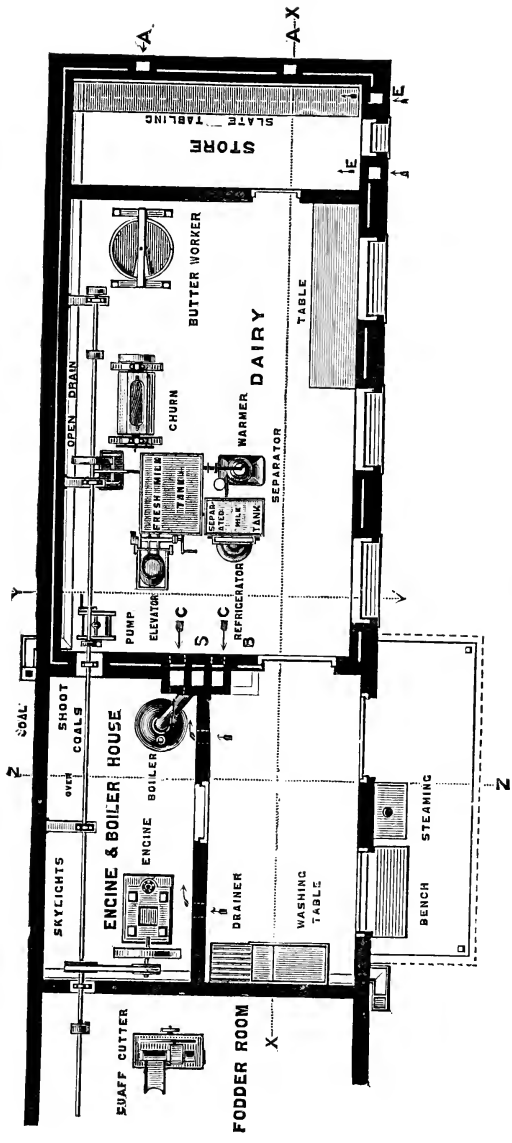 COAL
SHOOT
OVER COALS
SKYLIGHTS
ENGINE & BOILER HOUSE
ENGINE
BOILER
CHAFF CUTTER
FODDER ROOM
DRAINER
WASHING
TABLE
BENCH
STEAMING
OPEN DRAIN
PUMP
ELEVATOR
FRESH MILK
TANK
CHURN
BUTTER WORKER
C
S
C
B
REFRIGERATOR
SEPAR-
ATED
MILK
TANK
WARMER
SEPARATOR
DAIRY
TABLE
STORE
SLATE TABLING
A
A-X
X
Y
Y
Z
Z
E
E